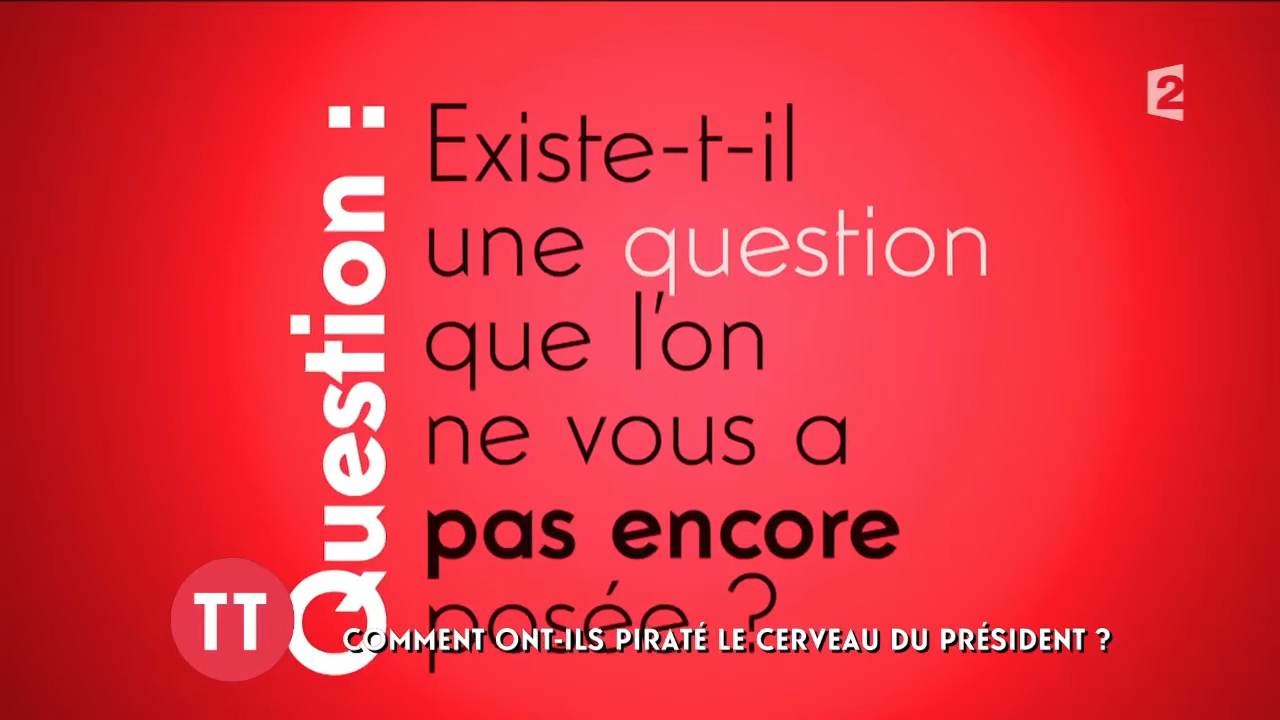 Question :
Existe-t-il
une question
que l'on
ne vous a
pas encore
posée ?
TT
COMMENT ONT-ILS PIRATÉ LE CERVEAU DU PRÉSIDENT ?
2